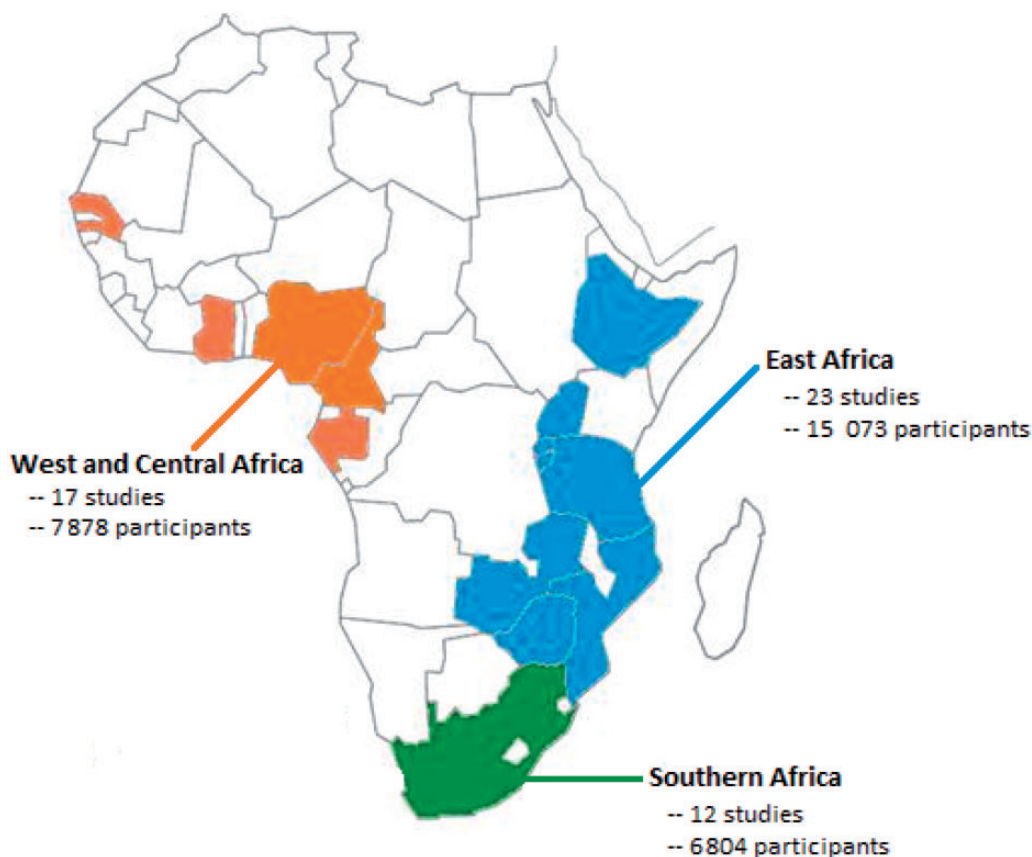 East Africa
-- 23 studies
-- 15 073 participants
West and Central Africa
-- 17 studies
-- 7878 participants
Southern Africa
-- 12 studies
-- 6804 participants